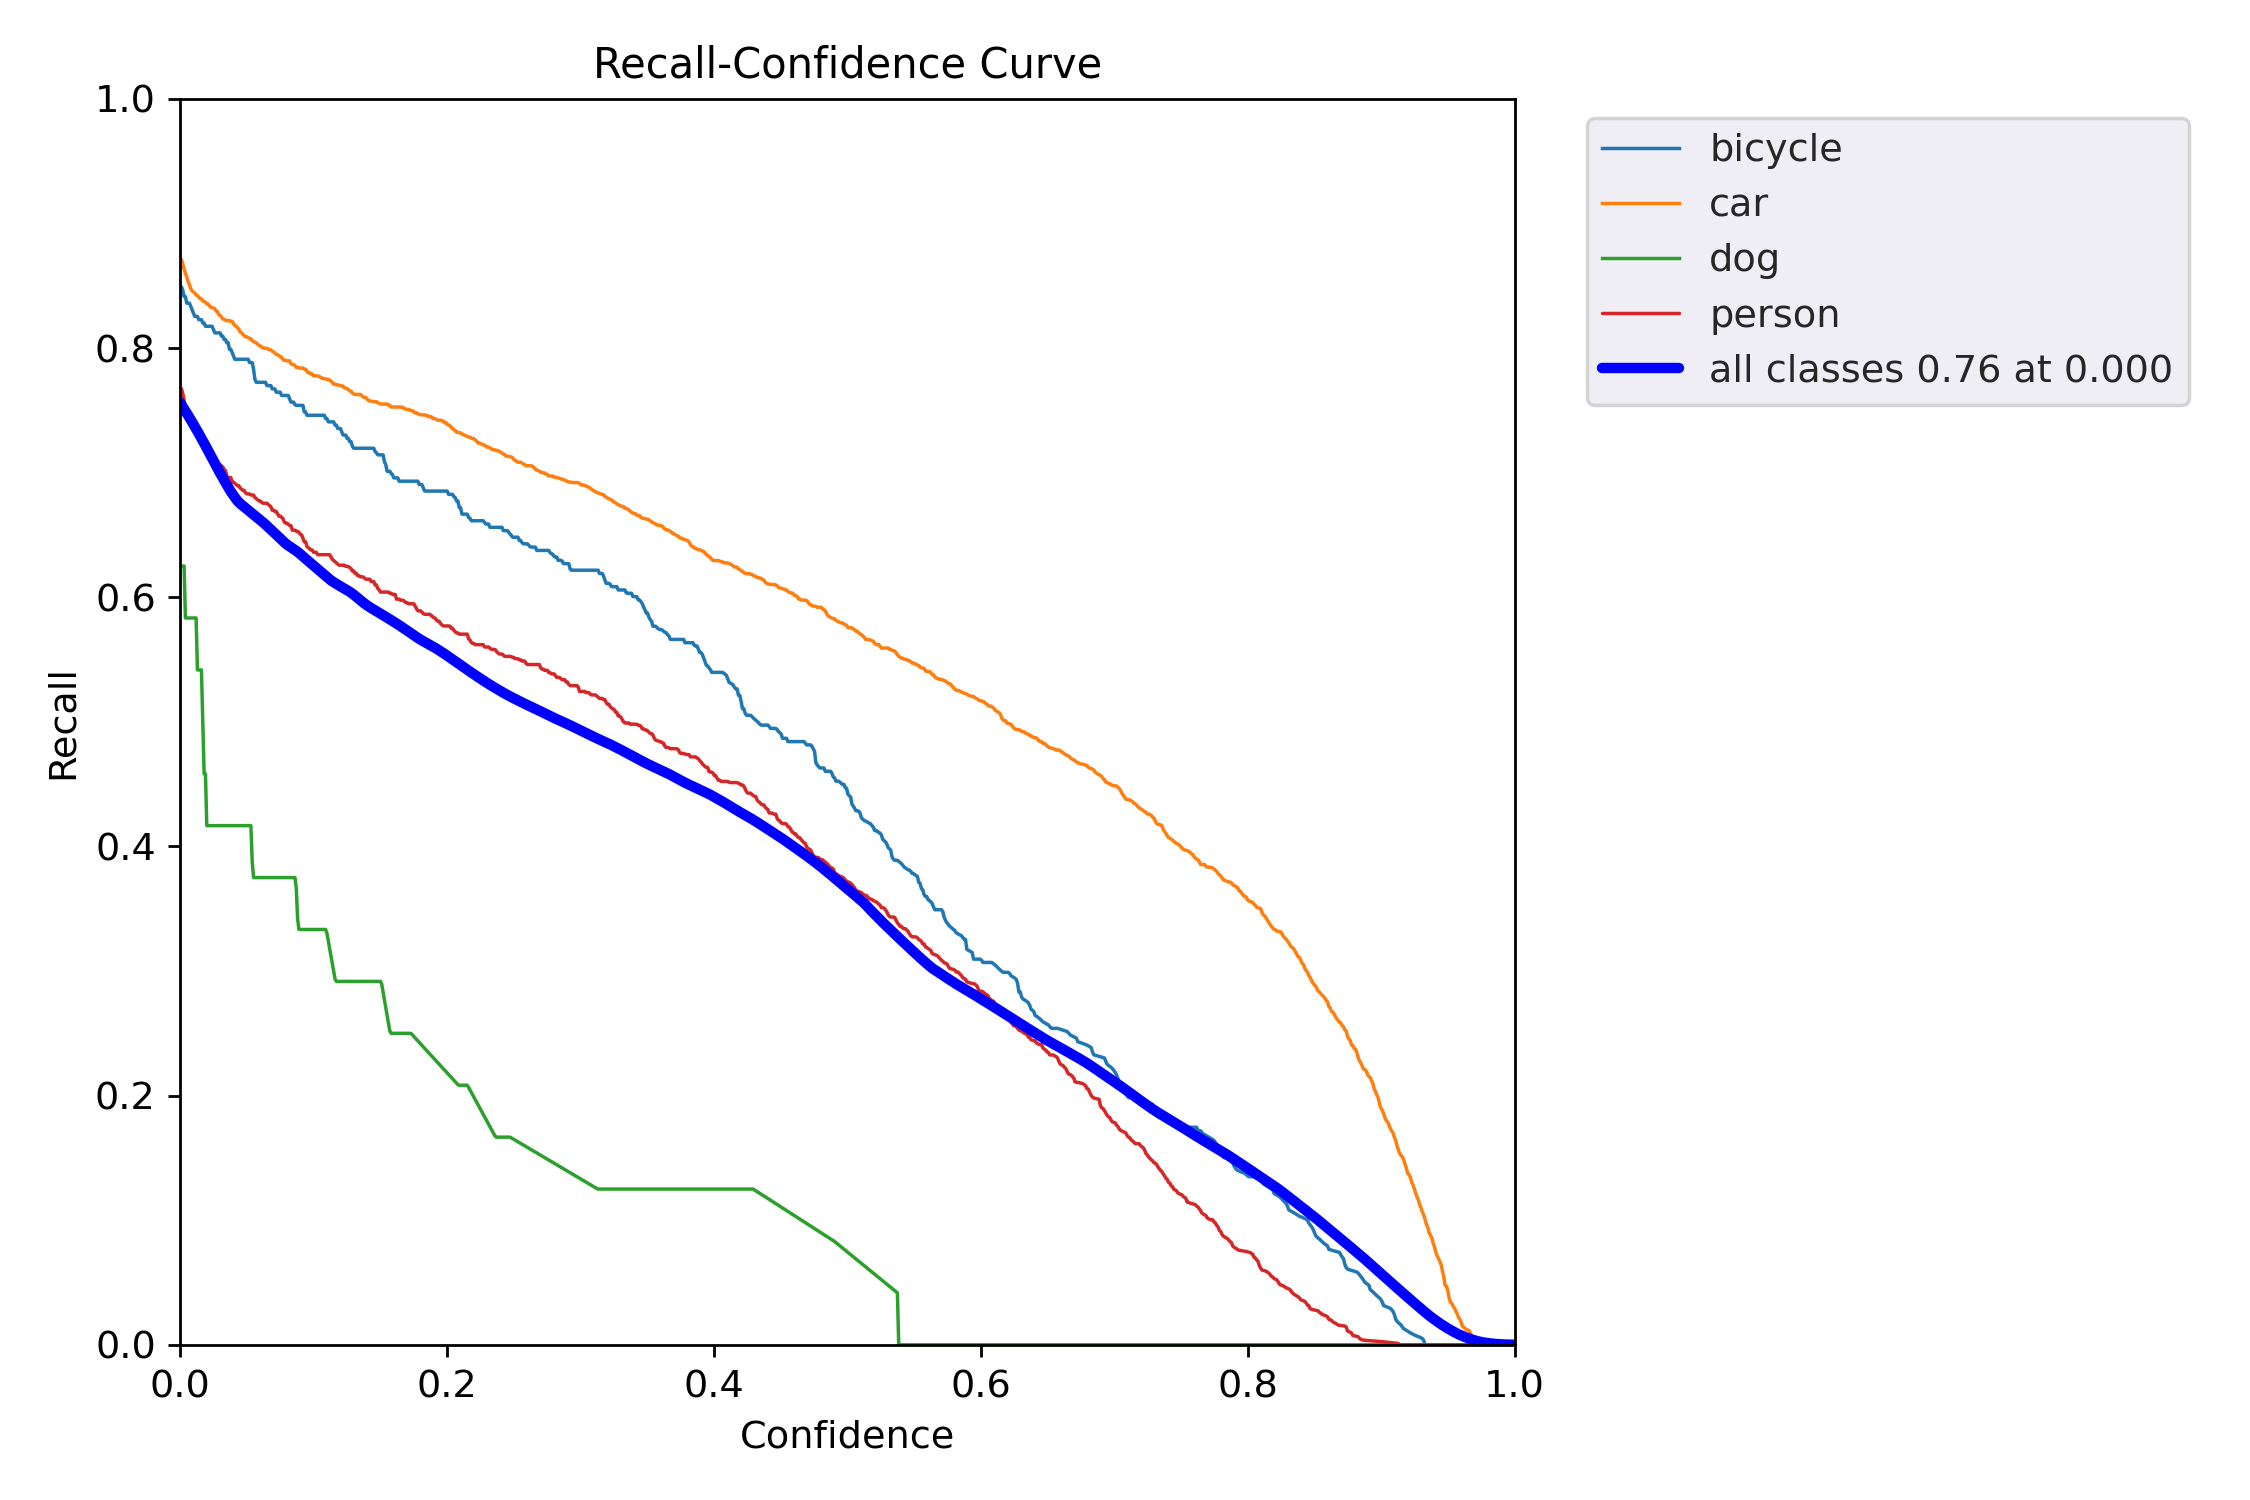 Recall-Confidence Curve
1.0
0.8
0.6
0.4
0.2
0.0
Recall
0.0 0.2 0.4 0.6 0.8 1.0
Confidence
bicycle
car
dog
person
all classes 0.76 at 0.000